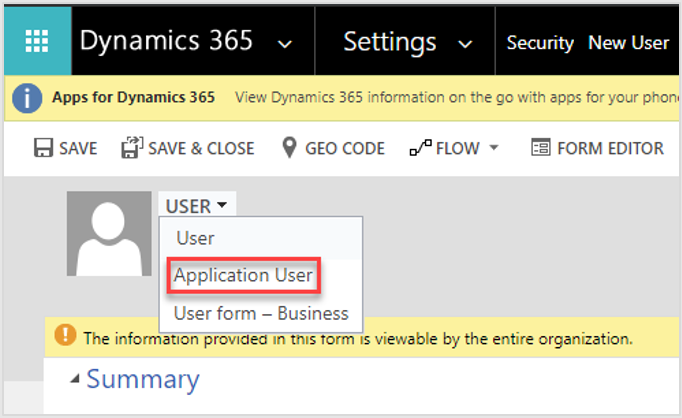 Dynamics 365 Settings Security New User
Apps for Dynamics 365 View Dynamics 365 information on the go with apps for your phone
SAVE SAVE & CLOSE GEO CODE FLOW FORM EDITOR
USER
User
Application User
User form – Business
The information provided in this form is viewable by the entire organization.
Summary